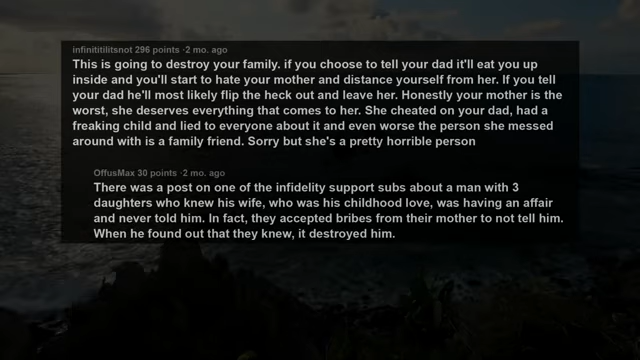 infinititilitsnot 296 points · 2 mo. ago
This is going to destroy your family. if you choose to tell your dad it'll eat you up
inside and you'll start to hate your mother and distance yourself from her. If you tell
your dad he'll most likely flip the heck out and leave her. Honestly your mother is the
worst, she deserves everything that comes to her. She cheated on your dad, had a
freaking child and lied to everyone about it and even worse the person she messed
around with is a family friend. Sorry but she's a pretty horrible person
OffusMax 30 points · 2 mo. ago
There was a post on one of the infidelity support subs about a man with 3
daughters who knew his wife, who was his childhood love, was having an affair
and never told him. In fact, they accepted bribes from their mother to not tell him.
When he found out that they knew, it destroyed him.